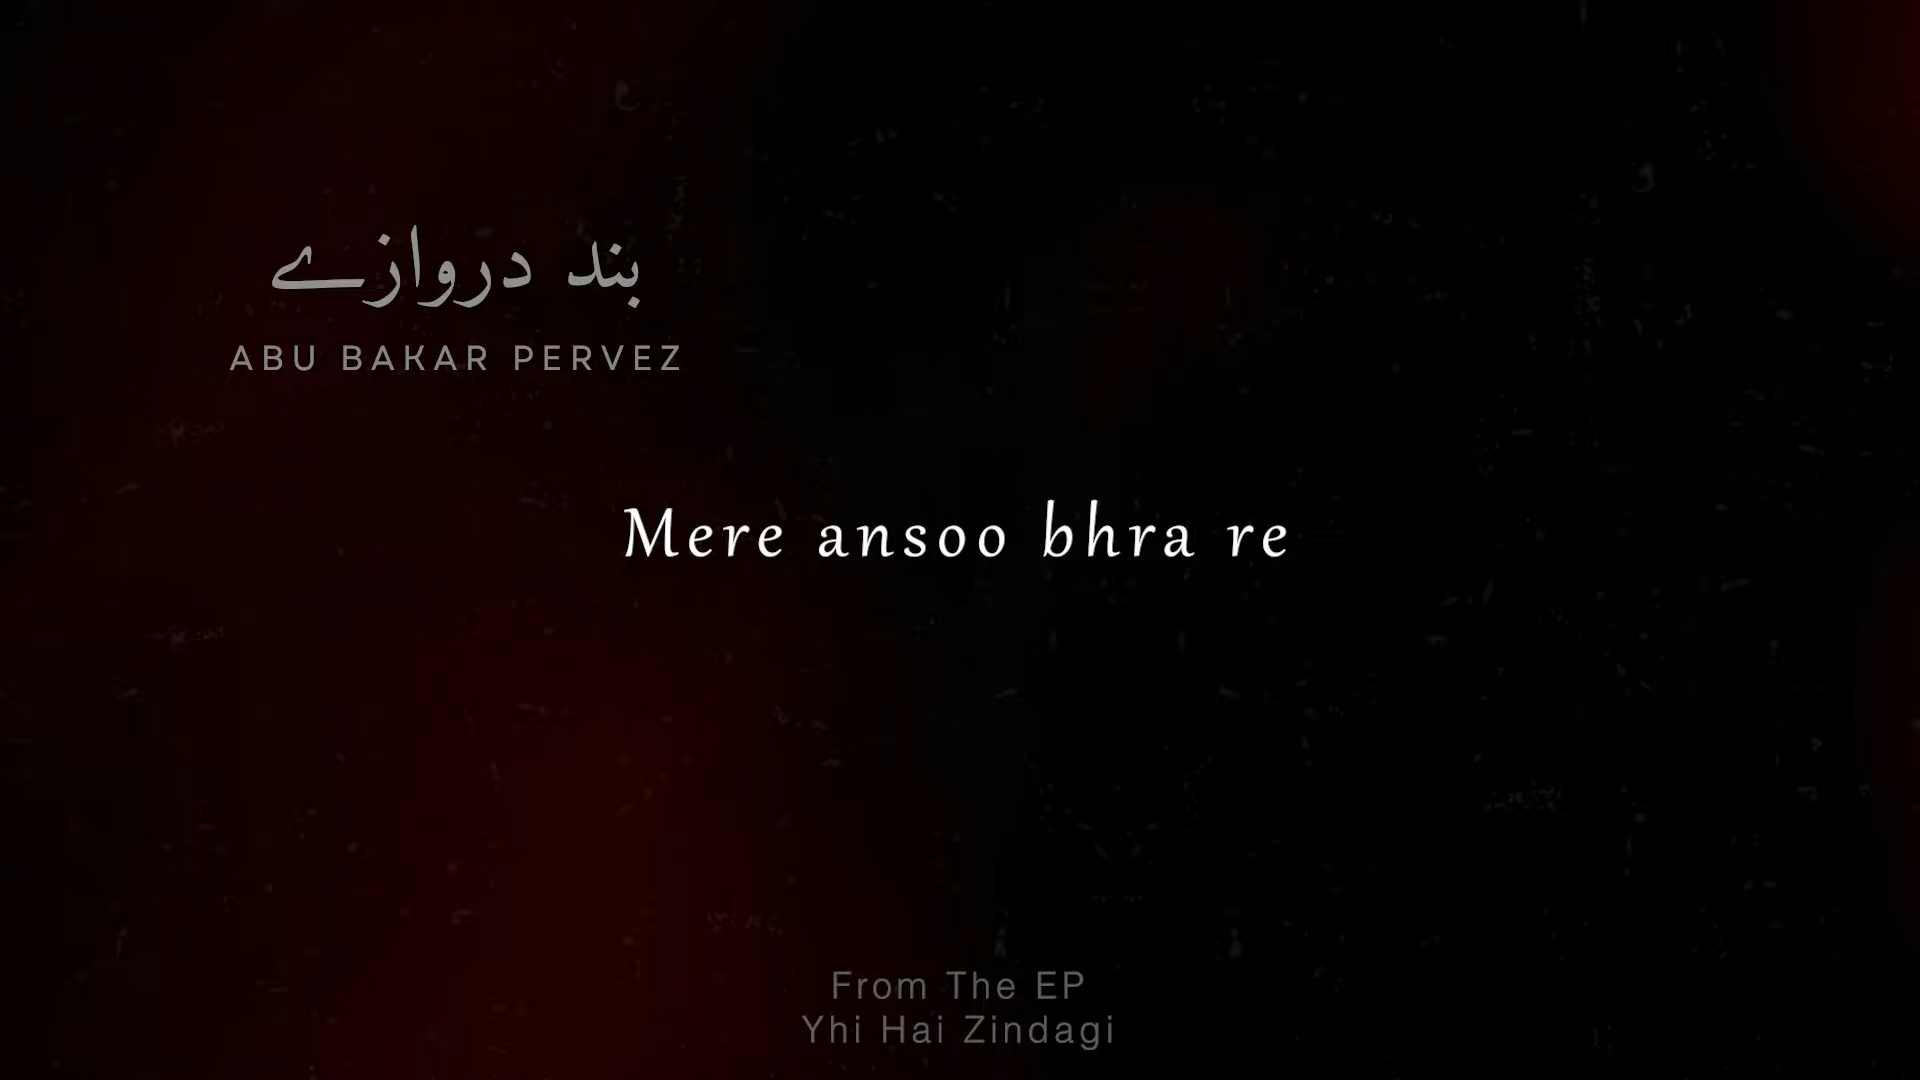 بند دروازے
ABU BAKAR PERVEZ
Mere ansoo bhra re
From The EP
Yhi Hai Zindagi